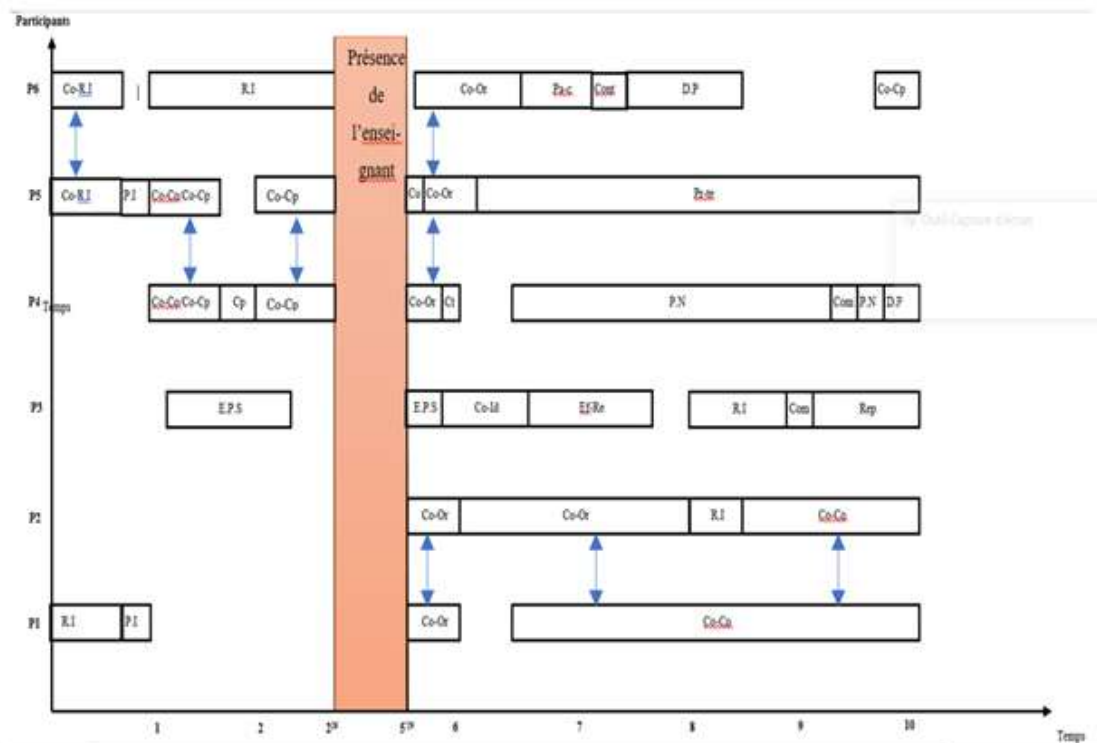 Participants
P6 Co-R.I R.I Co-Or Pa-c Cont D.P Co-Cp
Présence
de
l'ensei-
gnant
P5 Co-R.I P.I Co-Co/Co-Cp Co-Cp Co Co-Or
P4 Temps Co-Co/Co-Cp Cp Co-Cp Co-Or Ct P.N Com P.N D.P
P3 E.P.S E.P.S Co-Id Ef-Re R.I Com Rep
P2 Co-Or Co-Or R.I Co-Co
P1 R.I P.I Co-Or Co-Co
1 2 6 7 8 9 10
Temps